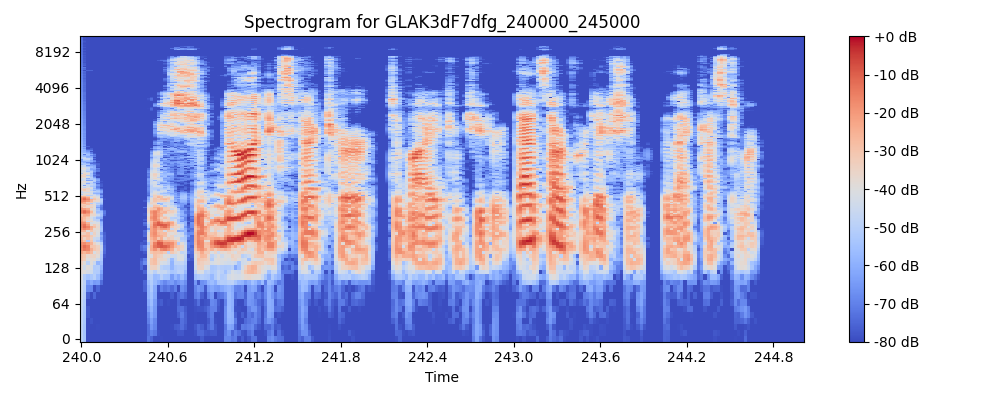 Spectrogram for GLAK3dF7dfg_240000_245000
Hz
8192
4096
2048
1024
512
256
128
64
0
240.0 240.6 241.2 241.8 242.4 243.0 243.6 244.2 244.8
Time
+0 dB
-10 dB
-20 dB
-30 dB
-40 dB
-50 dB
-60 dB
-70 dB
-80 dB